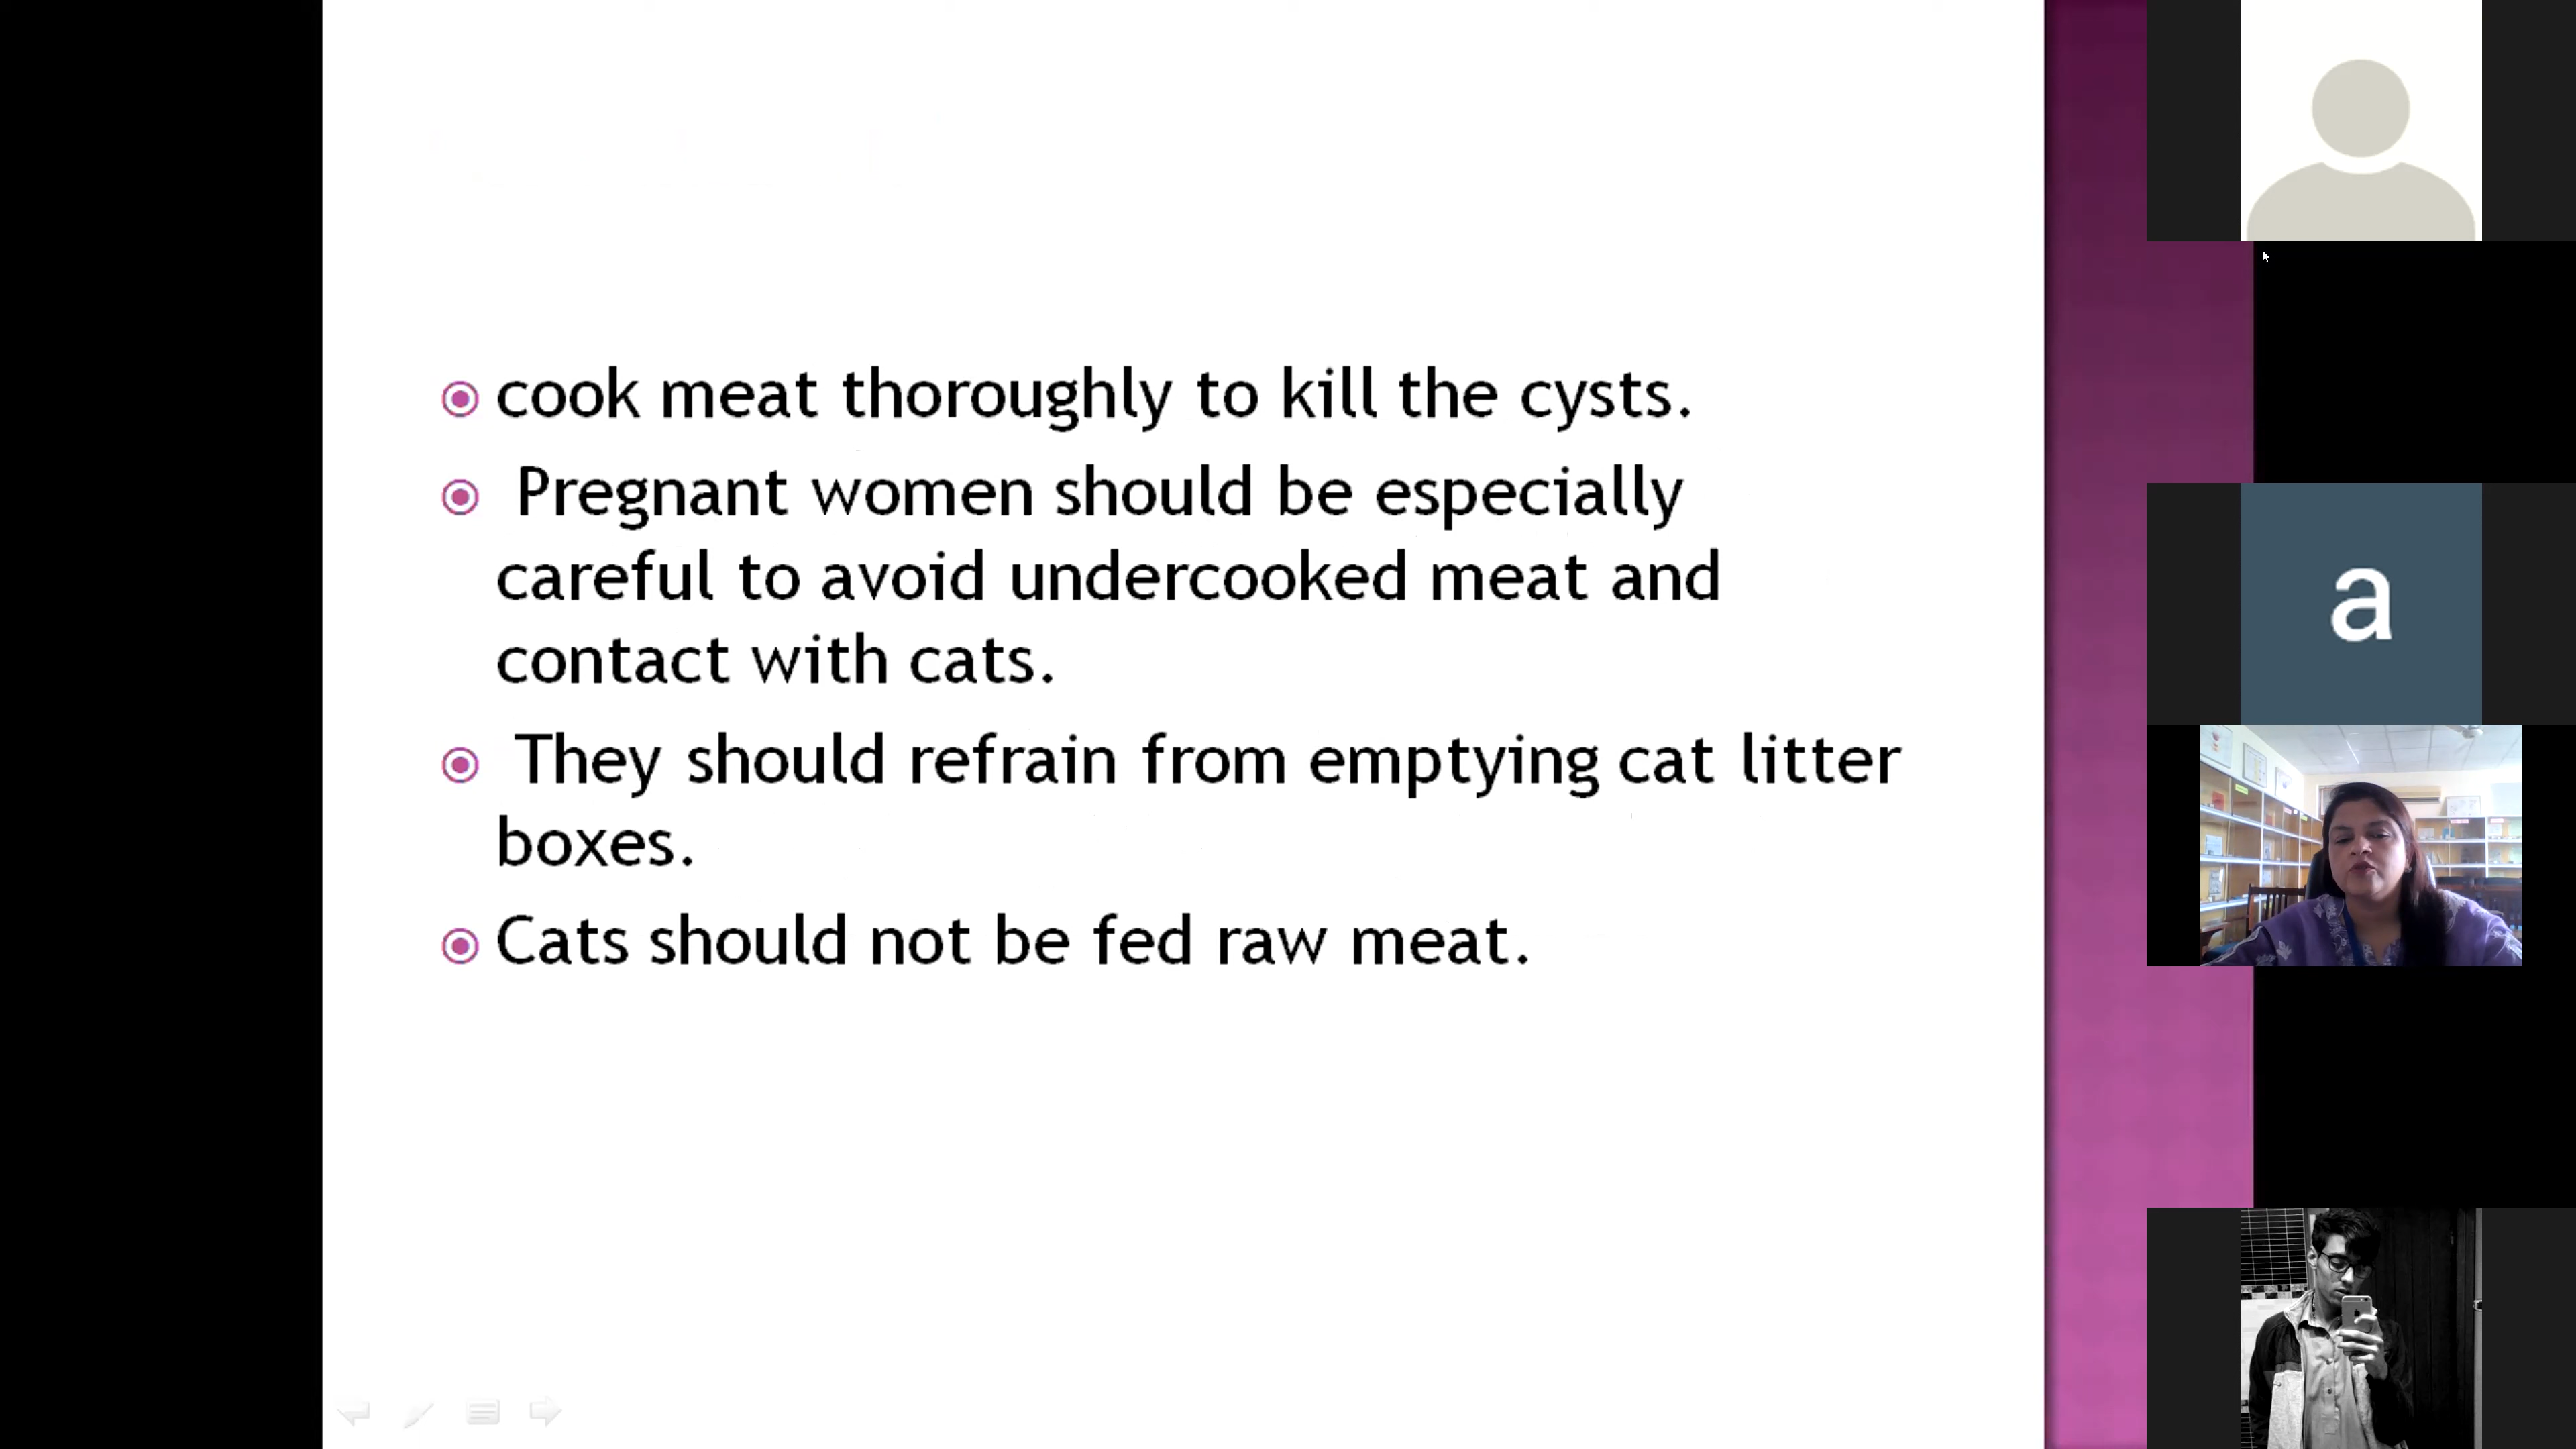 cook meat thoroughly to kill the cysts.
Pregnant women should be especially
careful to avoid undercooked meat and
contact with cats.
They should refrain from emptying cat litter
boxes.
Cats should not be fed raw meat.
a